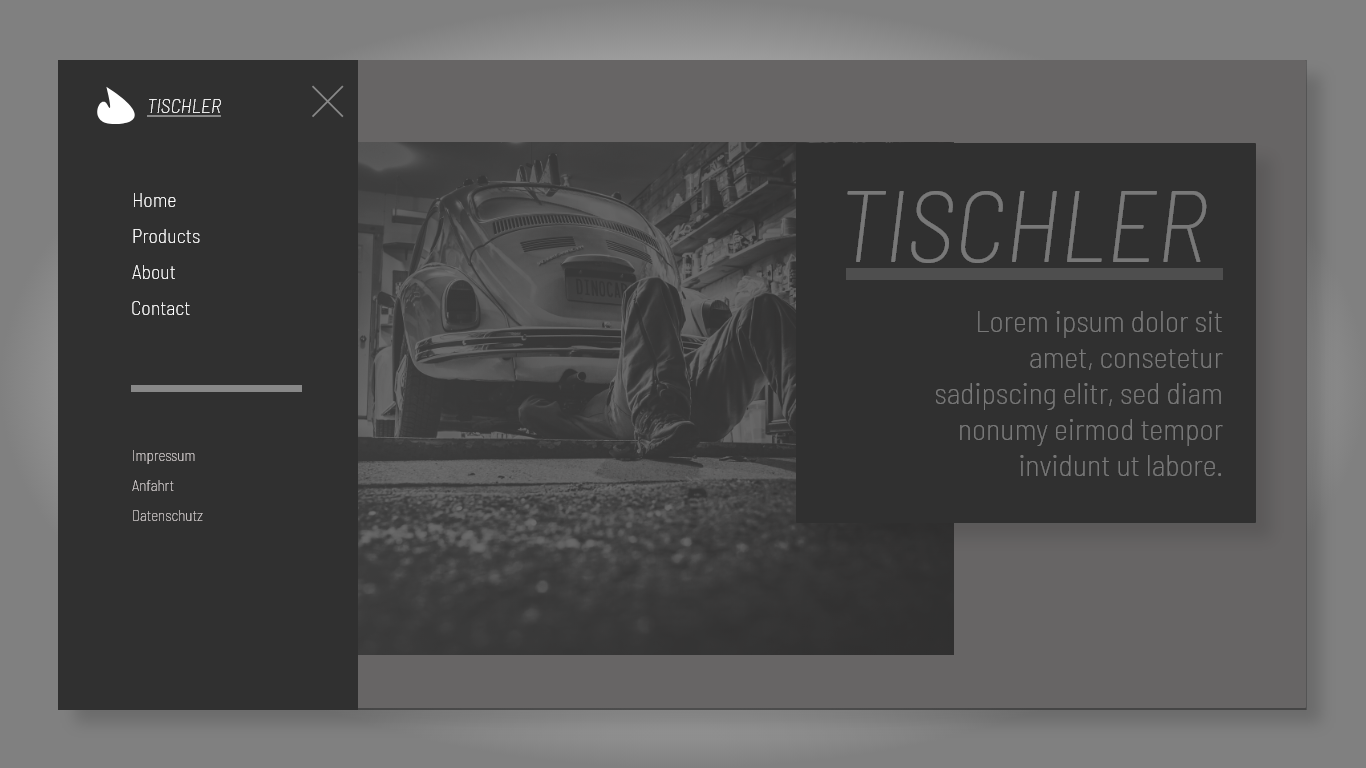 TISCHLER
Home
Products
About
Contact
Impressum
Anfahrt
Datenschutz
TISCHLER
Lorem ipsum dolor sit
amet, consetetur
sadipscing elitr, sed diam
nonumy eirmod tempor
invidunt ut labore.